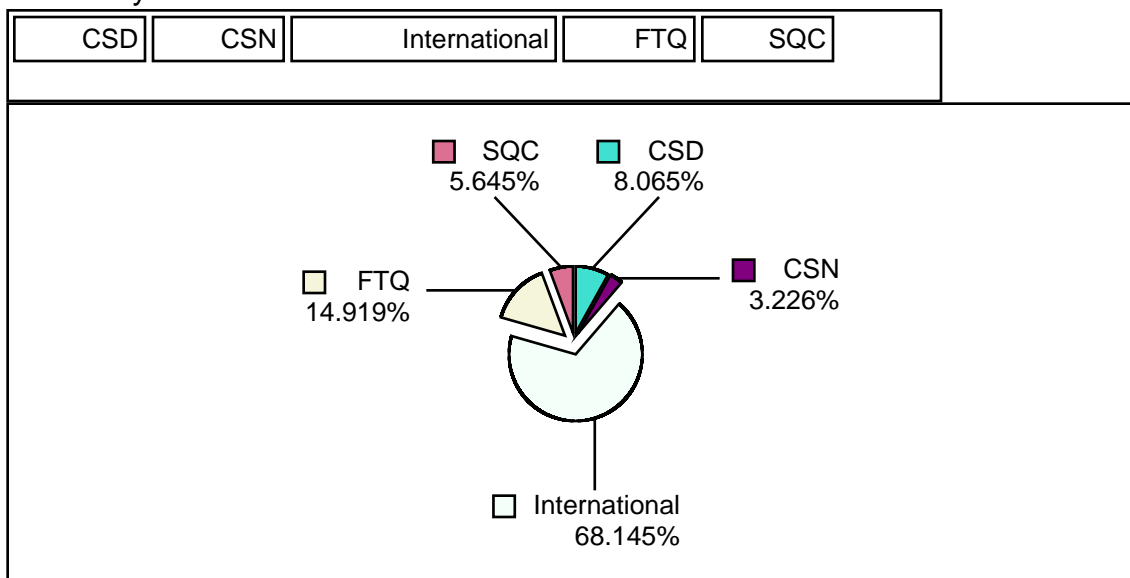 CSD CSN International FTQ SQC
SQC
5.645%
CSD
8.065%
CSN
3.226%
FTQ
14.919%
International
68.145%